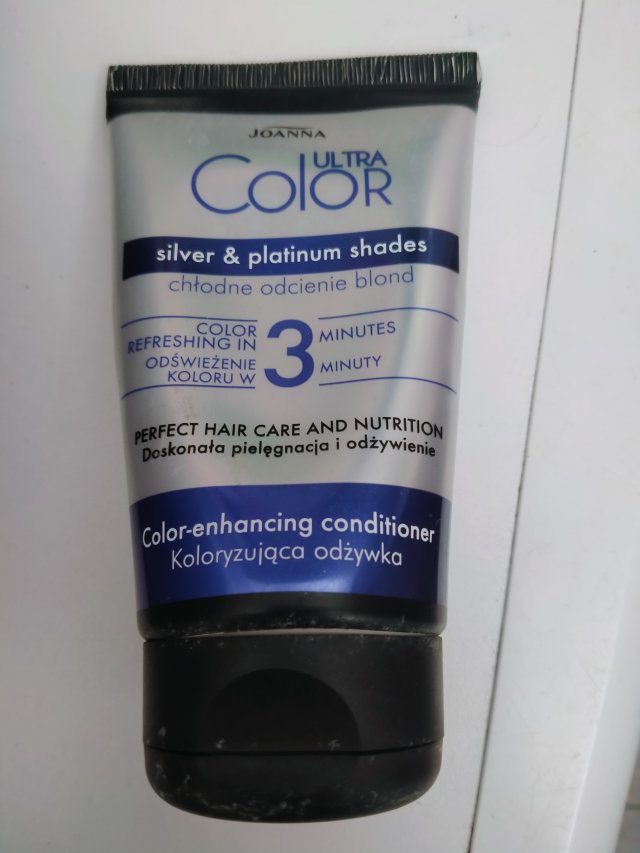 JOANNA
ULTRA
COLOR
silver & platinum shades
chłodne odcienie blond
COLOR
REFRESHING IN
ODŚWIEŻENIE
KOLORU W
3
MINUTES
MINUTY
PERFECT HAIR CARE AND NUTRITION
Doskonała pielęgnacja i odżywienie
Color-enhancing conditioner
Koloryzująca odżywka